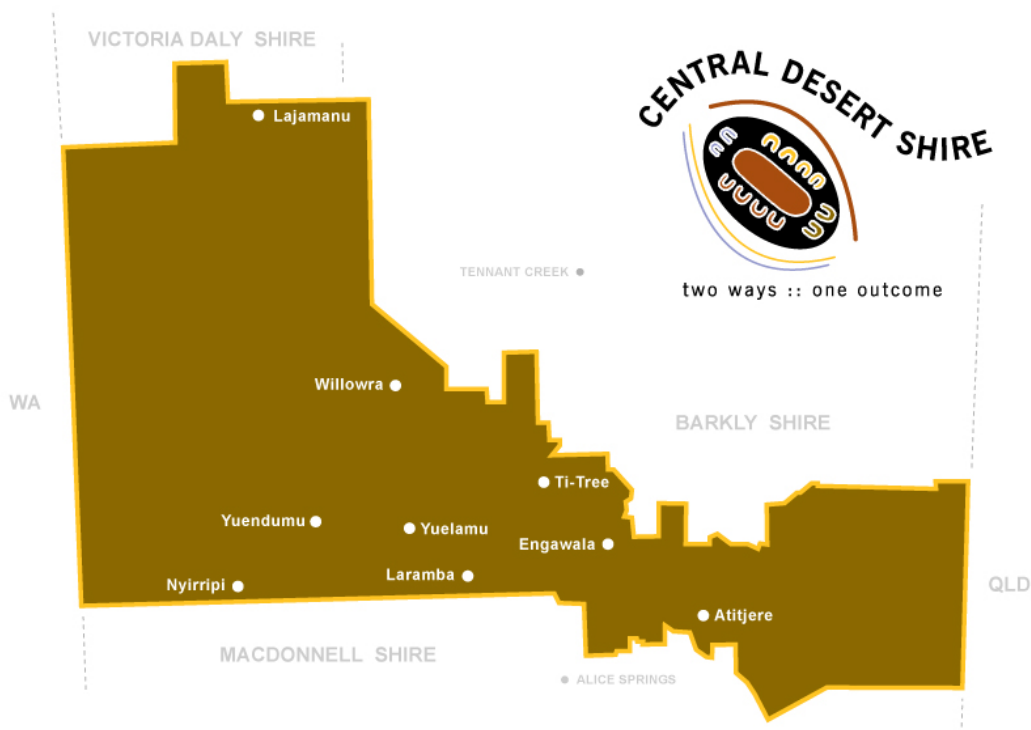 VICTORIA DALY SHIRE
CENTRAL DESERT SHIRE
Lajamanu
TENNANT CREEK
two ways :: one outcome
Willowra
WA
BARKLY SHIRE
Ti-Tree
Yuendumu
Yuelamu
Engawala
Laramba
Nyirripi
QLD
Atitjere
MACDONNELL SHIRE
ALICE SPRINGS